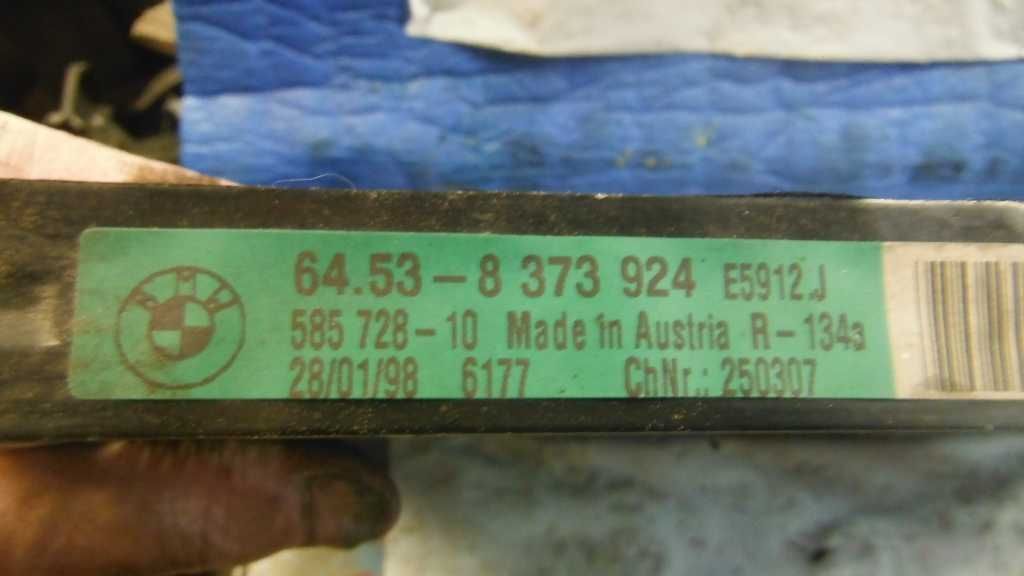 BMW
64.53-8 373 924 E5912.J
585 728-10 Made in Austria R-134a
28/01/98 6177 ChNr.: 250307